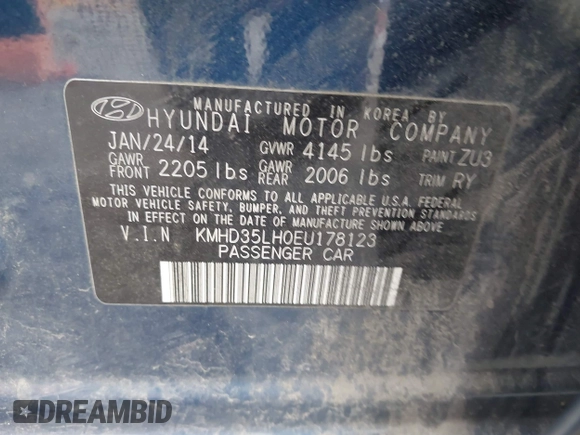 MANUFACTURED IN KOREA BY
HYUNDAI MOTOR COMPANY
JAN/24/14 GVWR 4145 lbs PAINT ZU3
GAWR FRONT 2205 lbs GAWR REAR 2006 lbs TRIM RY
THIS VEHICLE CONFORMS TO ALL APPLICABLE U.S.A. FEDERAL
MOTOR VEHICLE SAFETY, BUMPER, AND THEFT STANDARDS
IN EFFECT ON THE DATE OF MANUFACTURE SHOWN ABOVE
V.I.N KMHD35LH0EU178123
PASSENGER CAR
DREAMBID